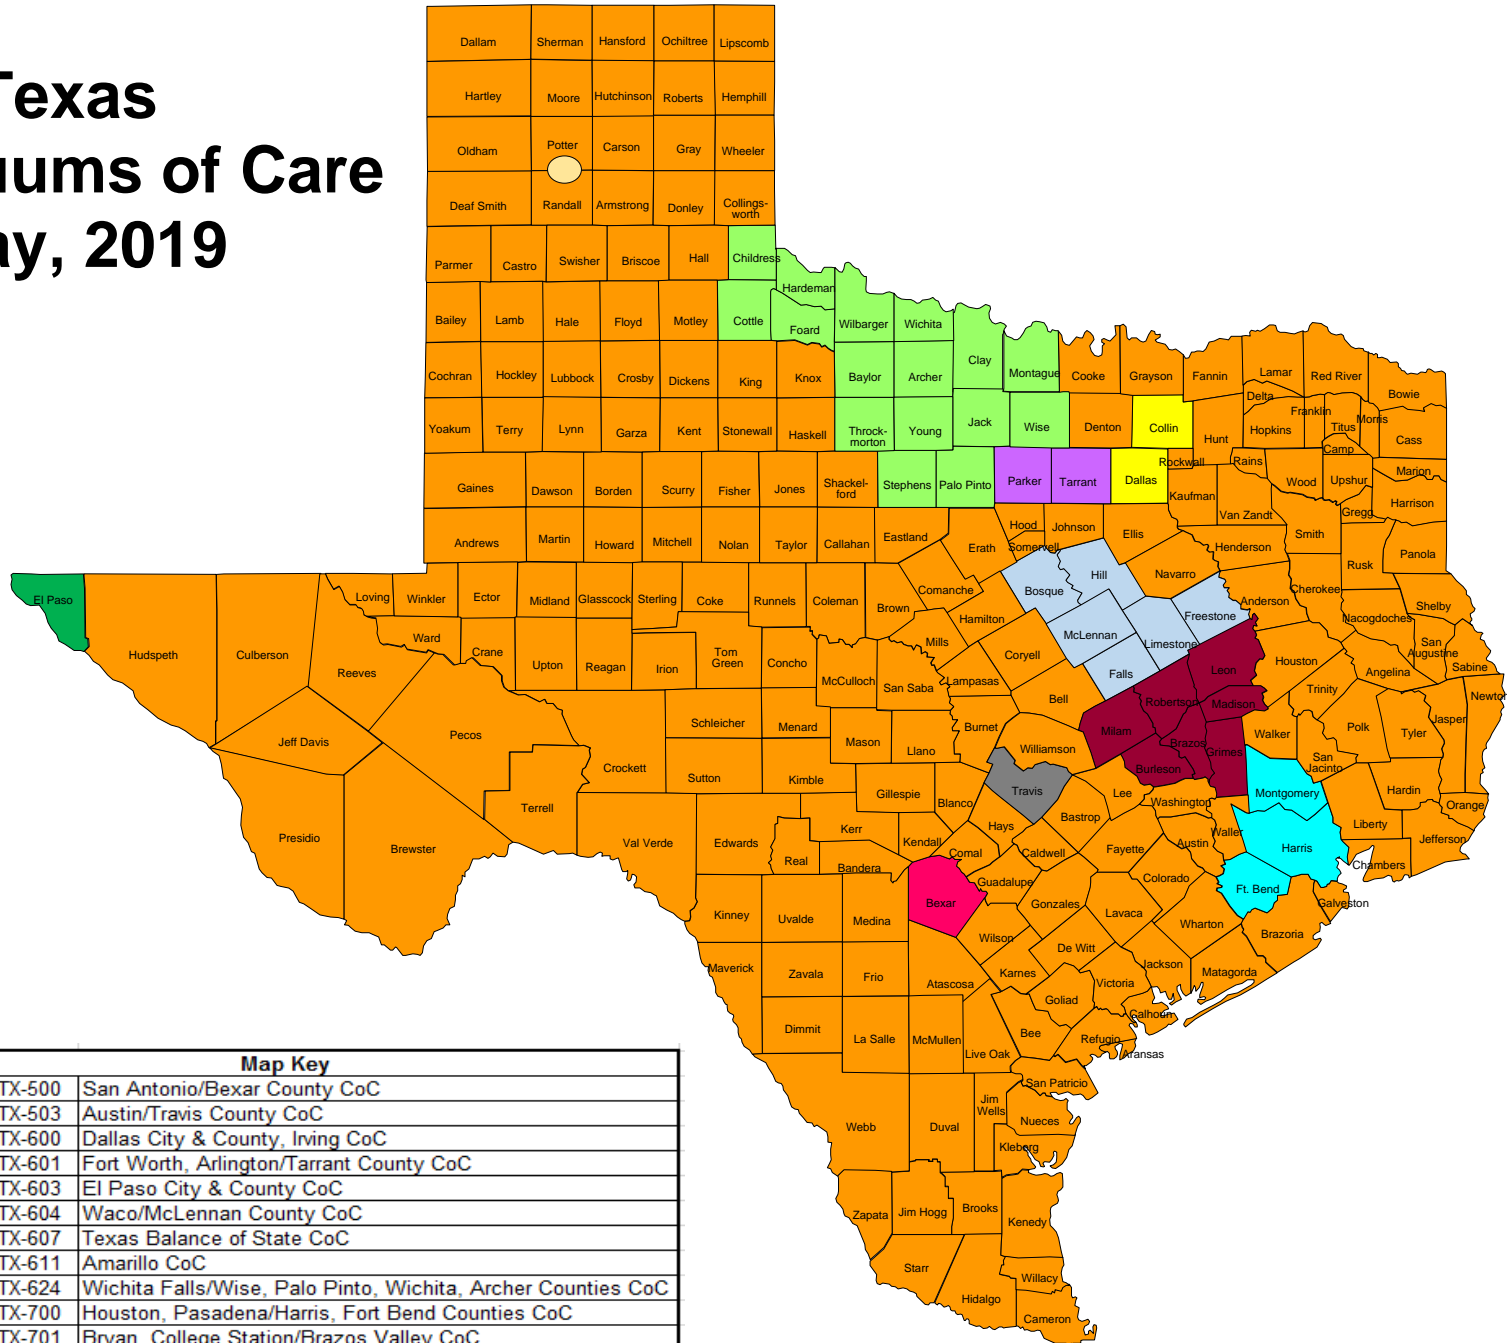 Texas
uums of Care
ay, 2019
Dallam Sherman Hansford Ochiltree Lipscomb
Hartley Moore Hutchinson Roberts Hemphill
Oldham Potter Carson Gray Wheeler
Deaf Smith Randall Armstrong Donley Collings-
worth
Parmer Castro Swisher Briscoe Hall Childress
Hardeman
Bailey Lamb Hale Floyd Motley Cottle Foard Wilbarger Wichita
Clay Montague
Cochran Hockley Lubbock Crosby Dickens King Knox Baylor Archer Cooke Grayson Fannin Lamar Red River Bowie
Delta
Yoakum Terry Lynn Garza Kent Stonewall Haskell Throck-
morton Young Jack Wise Denton Collin Hunt Hopkins Franklin Titus Morris Cass
Camp
Rockwall Rains Marion
Gaines Dawson Borden Scurry Fisher Jones Shackel-
ford Stephens Palo Pinto Parker Tarrant Dallas Kaufman Wood Upshur Harrison
Van Zandt Gregg
Andrews Martin Howard Mitchell Nolan Taylor Callahan Eastland Erath Hood Johnson Ellis Henderson Smith Rusk Panola
Somervell
El Paso Loving Winkler Ector Midland Glasscock Sterling Coke Runnels Coleman Brown Comanche Bosque Hill Navarro Anderson Cherokee Shelby
Hamilton Freestone Nacogdoches
Hudspeth Culberson Reeves Ward Crane Upton Reagan Irion Tom
Green Concho McCulloch San Saba Mills Lampasas Coryell McLennan Limestone Falls Leon Houston Angelina San
Augustine Sabine
Trinity Newton
Jeff Davis Pecos Schleicher Menard Mason Llano Burnet Bell Milam Robertson Madison Walker Polk Tyler Jasper
Brazos Grimes San
Jacinto
Crockett Sutton Kimble Gillespie Blanco Williamson Travis Lee Burleson Washington Montgomery Hardin Orange
Terrell
Presidio Brewster Val Verde Edwards Real Kerr Bandera Kendall Comal Hays Caldwell Bastrop Fayette Austin Waller Harris Liberty Jefferson
Chambers
Guadalupe Colorado Ft. Bend
Kinney Uvalde Medina Bexar Gonzales Lavaca Wharton Brazoria Galveston
Wilson De Witt
Maverick Zavala Frio Atascosa Karnes Victoria Jackson Matagorda
Goliad Calhoun
Dimmit La Salle McMullen Live Oak Bee Refugio Aransas
San Patricio
Webb Duval Jim
Wells Nueces
Kleberg
Zapata Jim Hogg Brooks Kenedy
Starr Willacy
Hidalgo
Cameron
Map Key
TX-500 San Antonio/Bexar County CoC
TX-503 Austin/Travis County CoC
TX-600 Dallas City & County, Irving CoC
TX-601 Fort Worth, Arlington/Tarrant County CoC
TX-603 El Paso City & County CoC
TX-604 Waco/McLennan County CoC
TX-607 Texas Balance of State CoC
TX-611 Amarillo CoC
TX-624 Wichita Falls/Wise, Palo Pinto, Wichita, Archer Counties CoC
TX-700 Houston, Pasadena/Harris, Fort Bend Counties CoC
TX-701 Bryan, College Station/Brazos Valley CoC